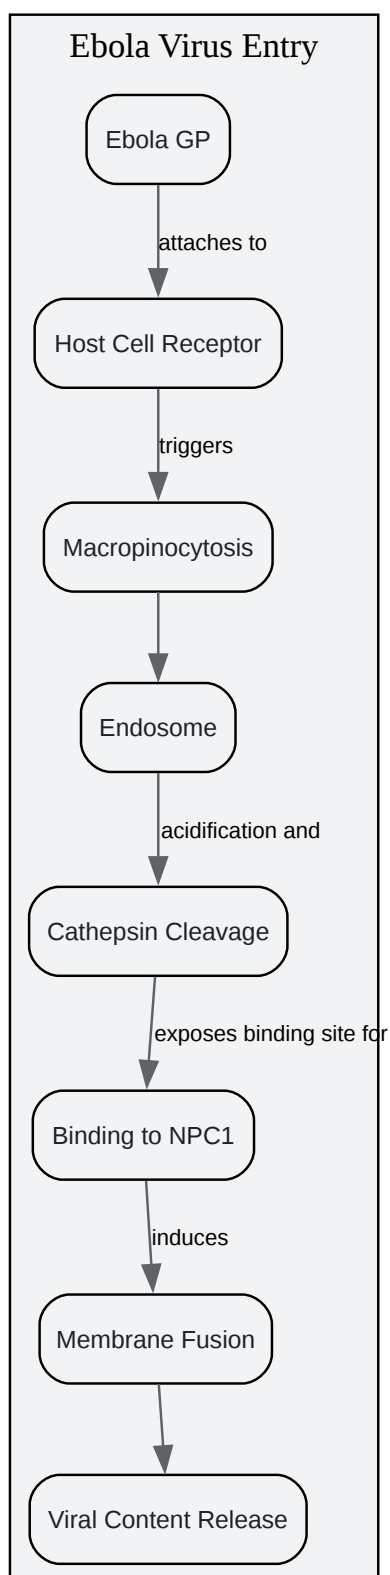 Ebola Virus Entry
Ebola GP
attaches to
Host Cell Receptor
triggers
Macropinocytosis
Endosome
acidification and
Cathepsin Cleavage
exposes binding site for
Binding to NPC1
induces
Membrane Fusion
Viral Content Release